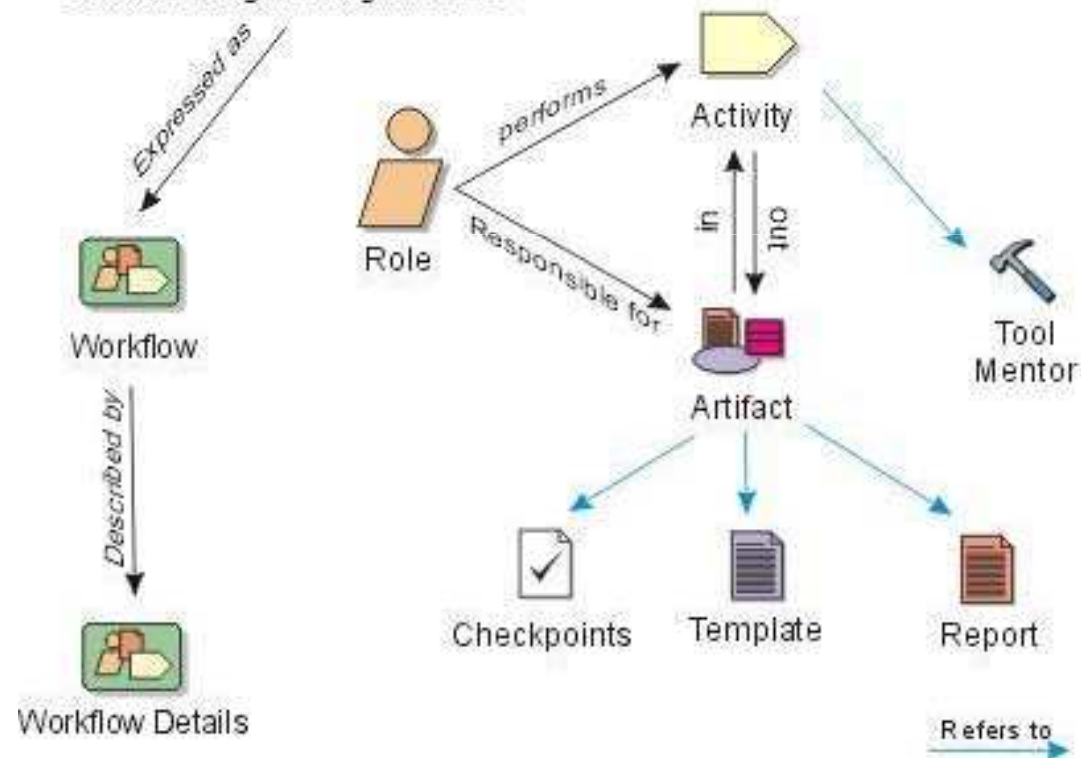 Expressed as
performs
Activity
in
out
Role
Responsible for
Workflow
Tool
Mentor
Artifact
Described by
Checkpoints
Template
Report
Workflow Details
Refers to